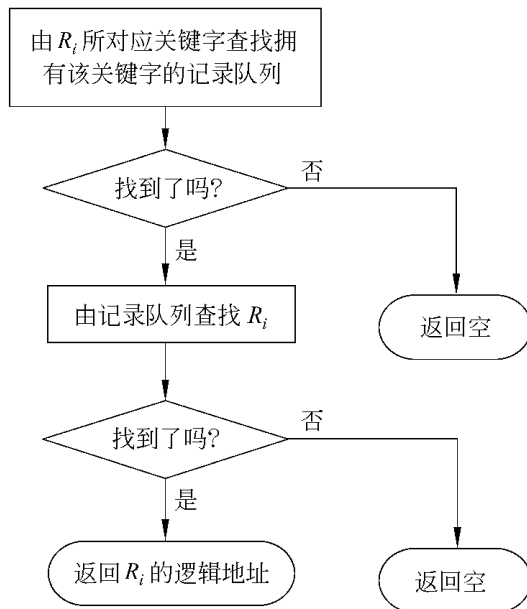 由 Ri 所对应关键字查找拥
有该关键字的记录队列
找到了吗?
否
是
由记录队列查找 Ri
返回空
找到了吗?
否
是
返回 Ri 的逻辑地址
返回空